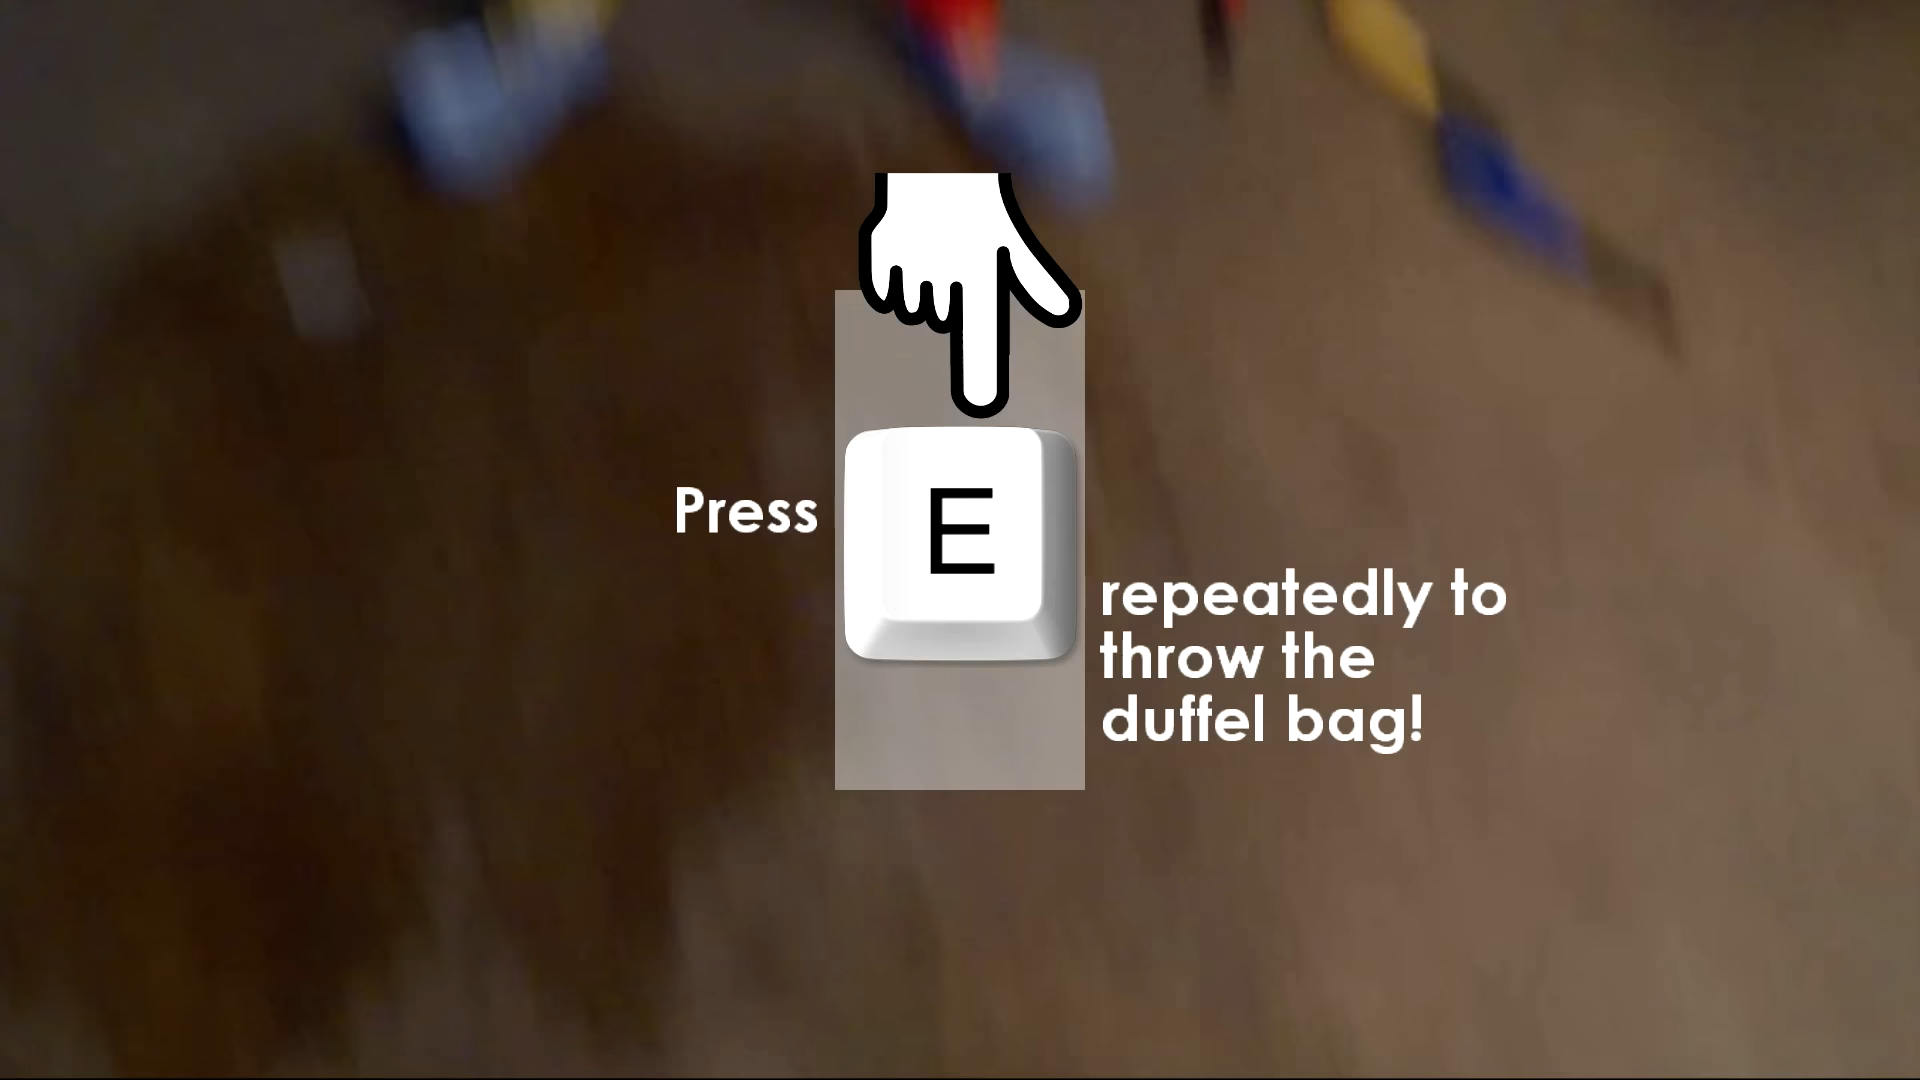 Press
E
repeatedly to
throw the
duffel bag!